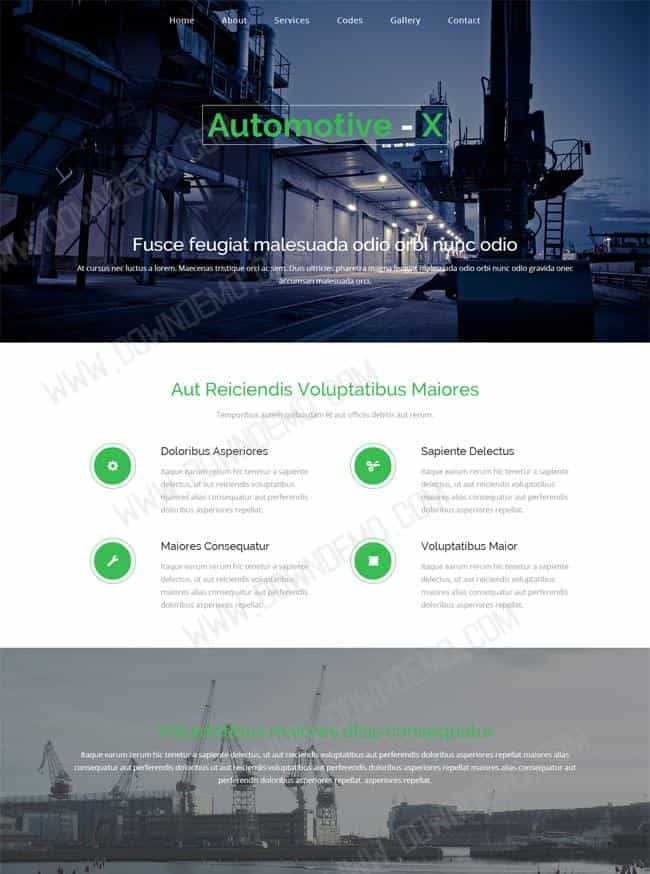 Home About Services Codes Gallery Contact
Automotive - X
Fusce feugiat malesuada odio orbi nunc odio
At cursus nec luctus a lorem. Maecenas tristique orci ac sem. Duis ultricies pharetra magna feugiat malesuada odio orbi nunc odio gravida onec
accumsan malesuada orci.
Aut Reiciendis Voluptatibus Maiores
Temporibus autem quibusdam et aut officiis debitis aut rerum.
Doloribus Asperiores
Itaque earum rerum hic tenetur a sapiente
delectus, ut aut reiciendis voluptatibus
maiores alias consequatur aut perferendis
doloribus asperiores repellat.
Sapiente Delectus
Itaque earum rerum hic tenetur a sapiente
delectus, ut aut reiciendis voluptatibus
maiores alias consequatur aut perferendis
doloribus asperiores repellat.
Maiores Consequatur
Itaque earum rerum hic tenetur a sapiente
delectus, ut aut reiciendis voluptatibus
maiores alias consequatur aut perferendis
doloribus asperiores repellat.
Voluptatibus Maior
Itaque earum rerum hic tenetur a sapiente
delectus, ut aut reiciendis voluptatibus
maiores alias consequatur aut perferendis
doloribus asperiores repellat.
Voluptatibus maiores alias consequatur
Itaque earum rerum hic tenetur a sapiente delectus, ut aut reiciendis voluptatibus aut perferendis doloribus asperiores repellat maiores alias
consequatur aut perferendis doloribus ut aut reiciendis voluptatibus aut perferendis doloribus asperiores repellat maiores alias consequatur aut
perferendis doloribus asperiores repellat. asperiores repellat.
WWW.DOWNDEMO.COM
WWW.DOWNDEMO.COM
WWW.DOWNDEMO.COM